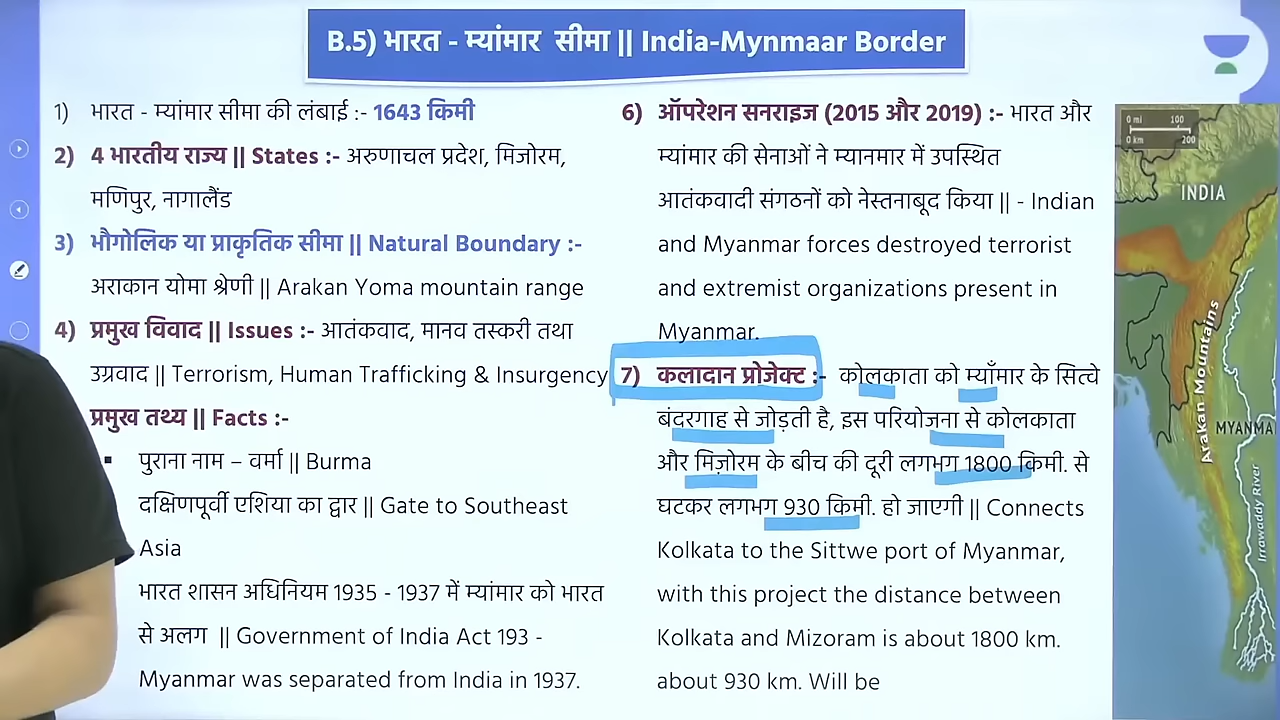 B.5) भारत - म्यांमार सीमा || India-Mynmaar Border
1) भारत - म्यांमार सीमा की लंबाई :- 1643 किमी
2) 4 भारतीय राज्य || States :- अरुणाचल प्रदेश, मिजोरम,
मणिपुर, नागालैंड
3) भौगोलिक या प्राकृतिक सीमा || Natural Boundary :-
अराकान योमा श्रेणी || Arakan Yoma mountain range
4) प्रमुख विवाद || Issues :- आतंकवाद, मानव तस्करी तथा
उग्रवाद || Terrorism, Human Trafficking & Insurgency
प्रमुख तथ्य || Facts :-
▪ पुराना नाम – वर्मा || Burma
दक्षिणपूर्वी एशिया का द्वार || Gate to Southeast
Asia
भारत शासन अधिनियम 1935 - 1937 में म्यांमार को भारत
से अलग || Government of India Act 193 -
Myanmar was separated from India in 1937.
6) ऑपरेशन सनराइज (2015 और 2019) :- भारत और
म्यांमार की सेनाओं ने म्यानमार में उपस्थित
आतंकवादी संगठनों को नेस्तनाबूद किया || - Indian
and Myanmar forces destroyed terrorist
and extremist organizations present in
Myanmar.
7) कलादान प्रोजेक्ट :- कोलकाता को म्याँमार के सित्वे
बंदरगाह से जोड़ती है, इस परियोजना से कोलकाता
और मिज़ोरम के बीच की दूरी लगभग 1800 किमी. से
घटकर लगभग 930 किमी. हो जाएगी || Connects
Kolkata to the Sittwe port of Myanmar,
with this project the distance between
Kolkata and Mizoram is about 1800 km.
about 930 km. Will be
0 mi 100
0 km 200
INDIA
Arakan Mountains
MYANMA
Irrawaddy River